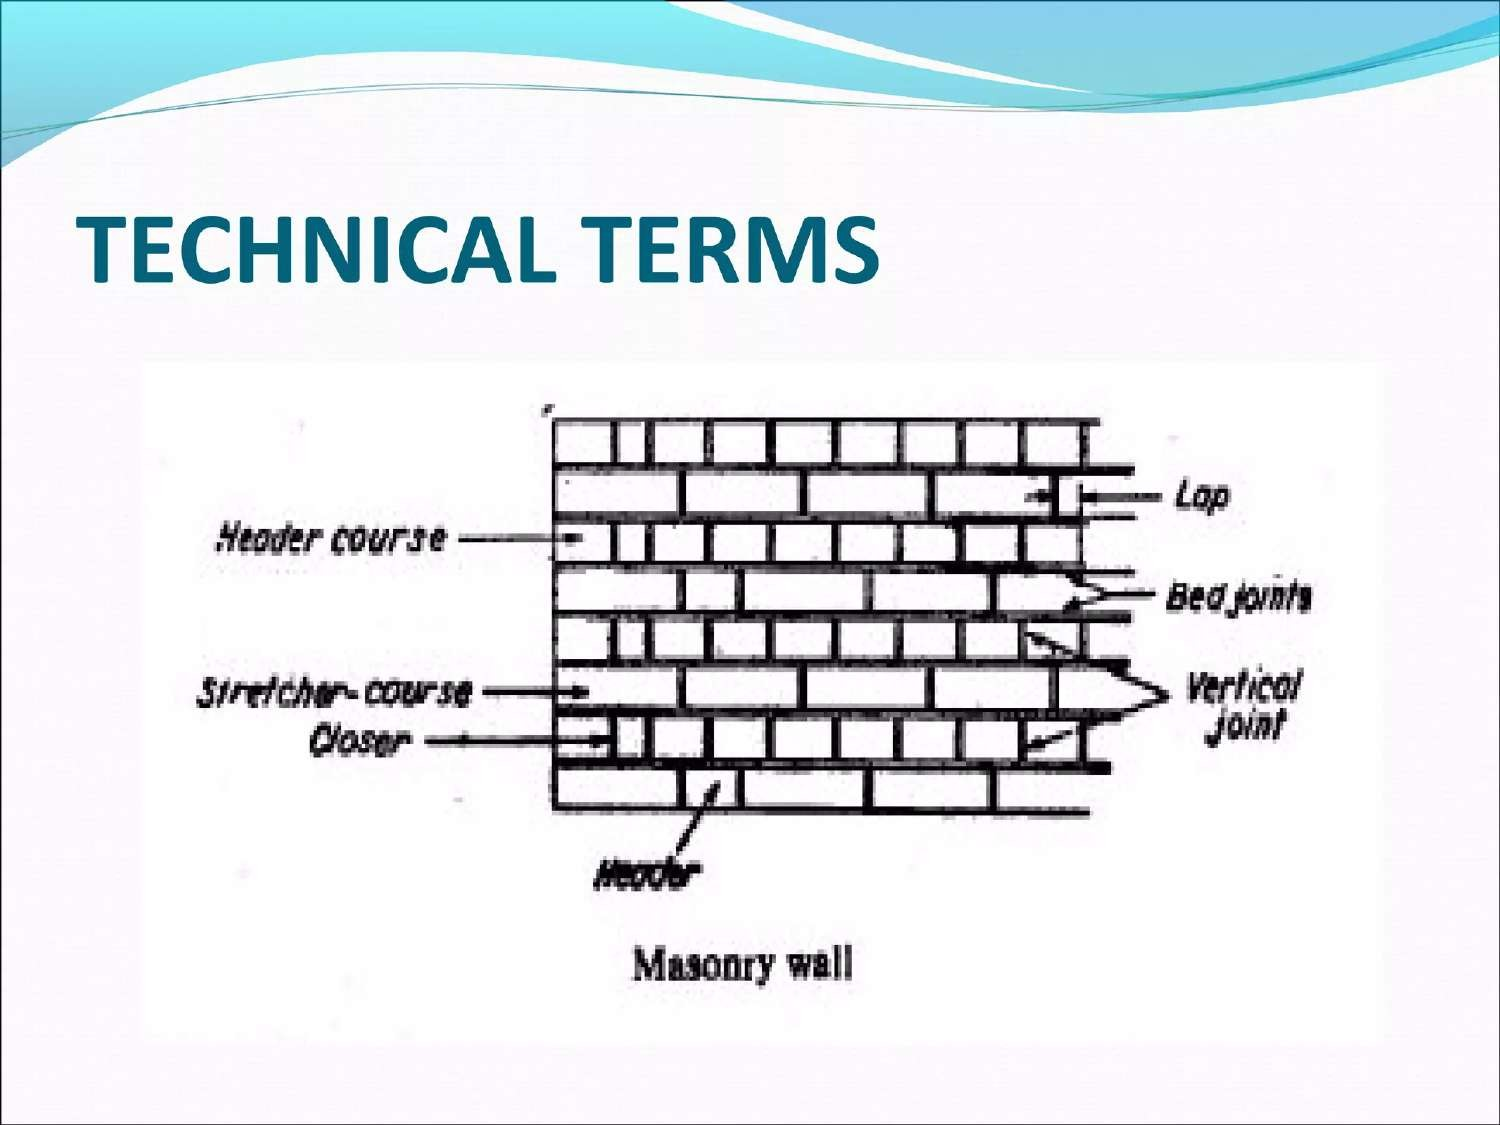 TECHNICAL TERMS
Lap
Header course
Bed joints
Stretcher-course
Vertical
joint
Closer
Header
Masonry wall